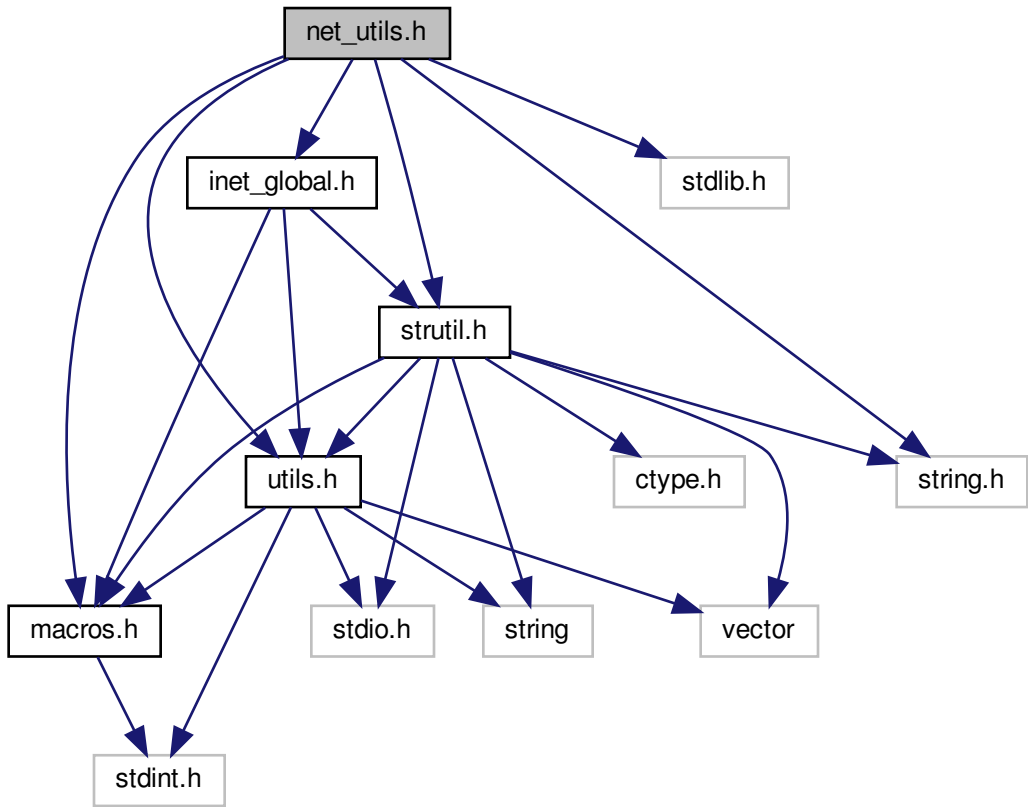 net_utils.h
inet_global.h
stdlib.h
strutil.h
utils.h
ctype.h
string.h
macros.h
stdio.h
string
vector
stdint.h